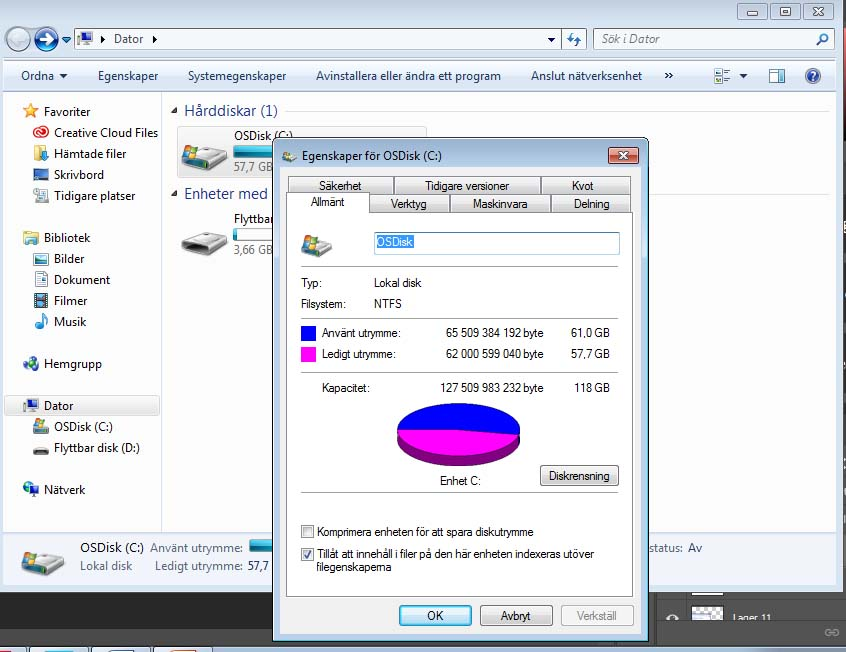 Dator
Sök i Dator
Ordna Egenskaper Systemegenskaper Avinstallera eller ändra ett program Anslut nätverksenhet »
Favoriter
Creative Cloud Files
Hämtade filer
Skrivbord
Tidigare platser
Bibliotek
Bilder
Dokument
Filmer
Musik
Hemgrupp
Dator
OSDisk (C:)
Flyttbar disk (D:)
Nätverk
Hårddiskar (1)
OSDisk (C:)
57,7 GB
Enheter med
Flyttbar
3,66 GB
Egenskaper för OSDisk (C:)
Säkerhet Tidigare versioner Kvot
Allmänt Verktyg Maskinvara Delning
OSDisk
Typ: Lokal disk
Filsystem: NTFS
Använt utrymme: 65 509 384 192 byte 61,0 GB
Ledigt utrymme: 62 000 599 040 byte 57,7 GB
Kapacitet: 127 509 983 232 byte 118 GB
Enhet C:
Diskrensning
Komprimera enheten för att spara diskutrymme
Tillåt att innehåll i filer på den här enheten indexeras utöver
filegenskaperna
OK Avbryt Verkställ
OSDisk (C:) Använt utrymme:
status: Av
Lokal disk Ledigt utrymme: 57,7
Lager 11